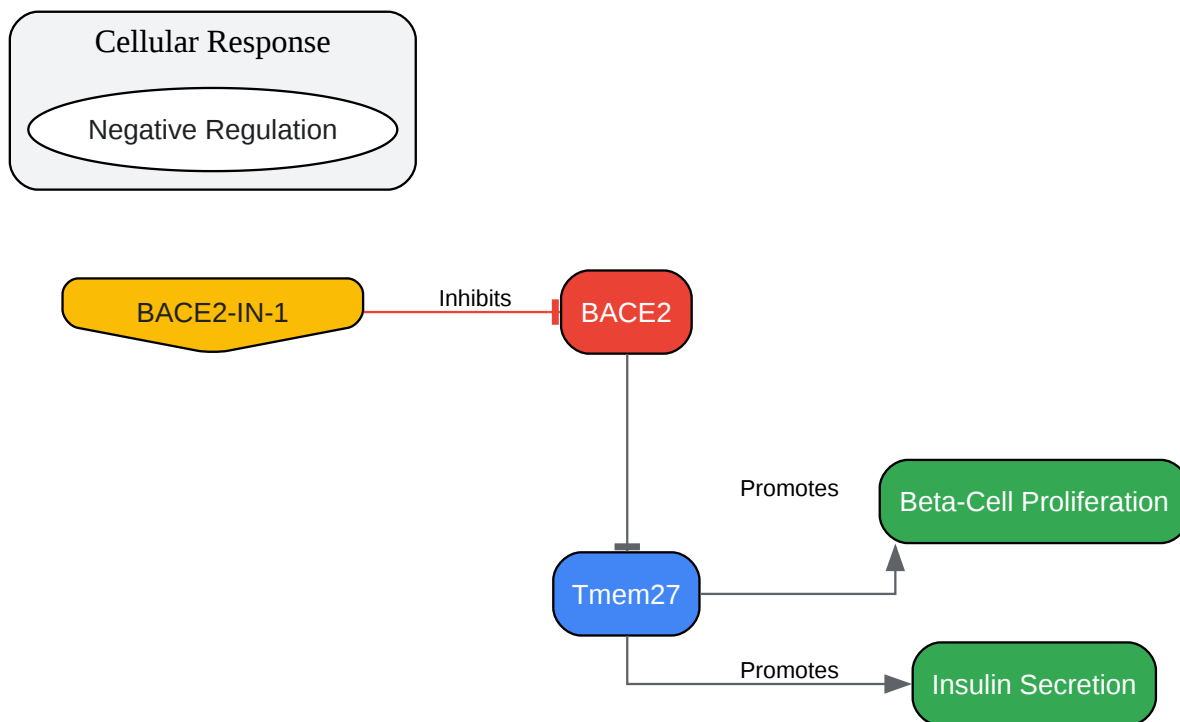 Cellular Response
Negative Regulation
BACE2-IN-1
Inhibits
BACE2
Promotes
Beta-Cell Proliferation
Tmem27
Promotes
Insulin Secretion